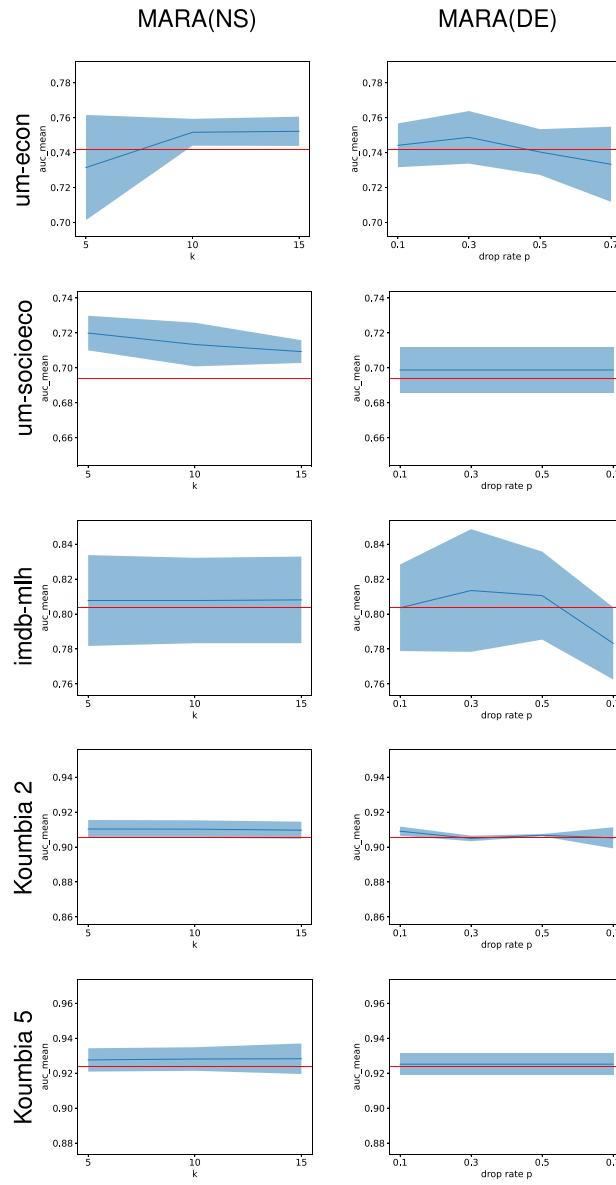 MARA(NS) MARA(DE)
um-econ
auc_mean
0.78
0.76
0.74
0.72
0.70
5 10 15
k
auc_mean
0.78
0.76
0.74
0.72
0.70
0.1 0.3 0.5 0.7
drop rate p
um-socioeco
auc_mean
0.74
0.72
0.70
0.68
0.66
5 10 15
k
auc_mean
0.74
0.72
0.70
0.68
0.66
0.1 0.3 0.5
drop rate p
imdb-mlh
auc_mean
0.84
0.82
0.80
0.78
0.76
5 10 15
k
auc_mean
0.84
0.82
0.80
0.78
0.76
0.1 0.3 0.5
drop rate p
Koumbia 2
auc_mean
0.94
0.92
0.90
0.88
0.86
5 10 15
k
auc_mean
0.94
0.92
0.90
0.88
0.86
0.1 0.3 0.5
drop rate p
Koumbia 5
auc_mean
0.96
0.94
0.92
0.90
0.88
5 10 15
k
auc_mean
0.96
0.94
0.92
0.90
0.88
0.1 0.3 0.5
drop rate p